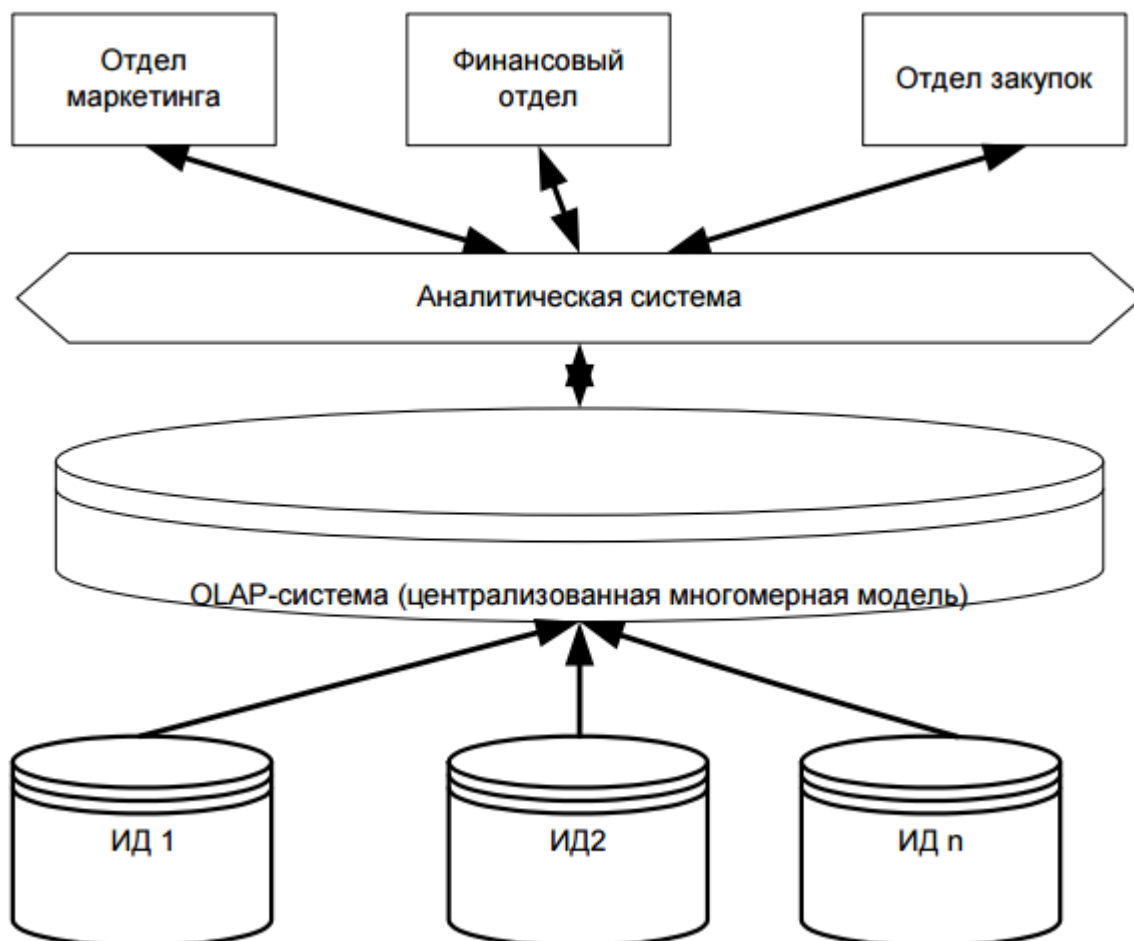 Отдел
маркетинга
Финансовый
отдел
Отдел закупок
Аналитическая система
OLAP-система (централизованная многомерная модель)
ИД 1
ИД2
ИД n